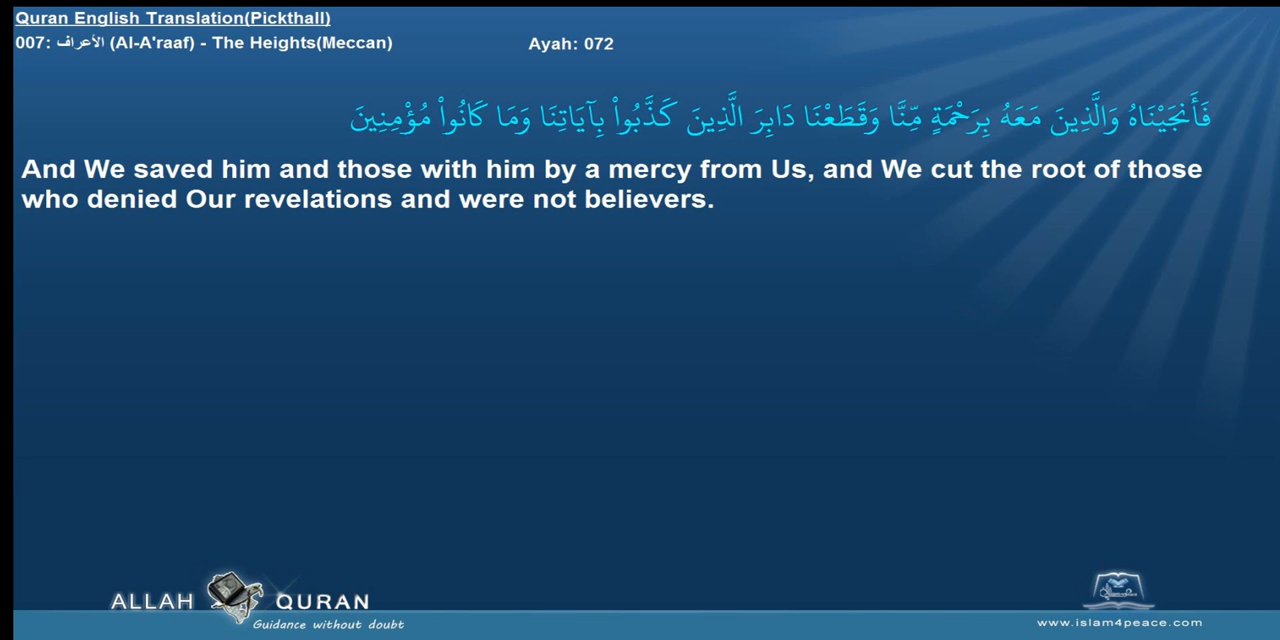 Quran English Translation(Pickthall)
007: الأعراف (Al-A'raaf) - The Heights(Meccan) Ayah: 072
فَأَنجَيْنَاهُ وَالَّذِينَ مَعَهُ بِرَحْمَةٍ مِّنَّا وَقَطَعْنَا دَابِرَ الَّذِينَ كَذَّبُواْ بِآيَاتِنَا وَمَا كَانُواْ مُؤْمِنِينَ
And We saved him and those with him by a mercy from Us, and We cut the root of those
who denied Our revelations and were not believers.
ALLAH QURAN
Guidance without doubt
www.islam4peace.com